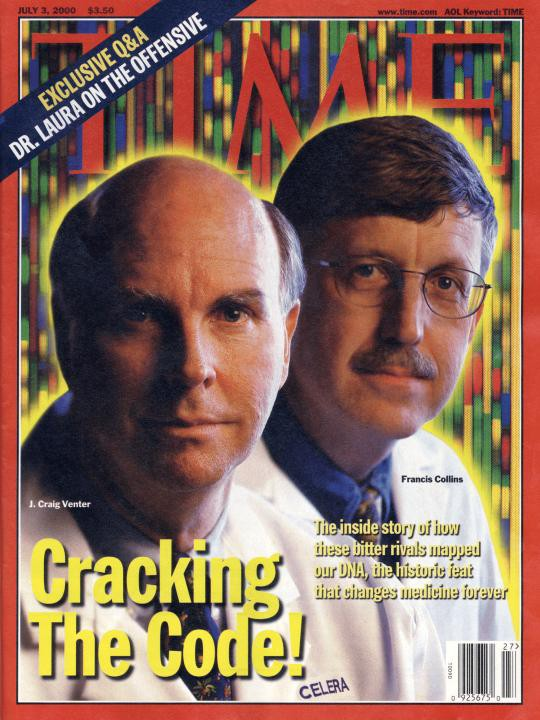 JULY 3, 2000 $3.50
www.time.com AOL Keyword: TIME
EXCLUSIVE Q&A
DR. LAURA ON THE OFFENSIVE
TIME
Francis Collins
J. Craig Venter
The inside story of how
these bitter rivals mapped
our DNA, the historic feat
that changes medicine forever
Cracking
The Code!
CELERA
27>
10090
0 925675 0